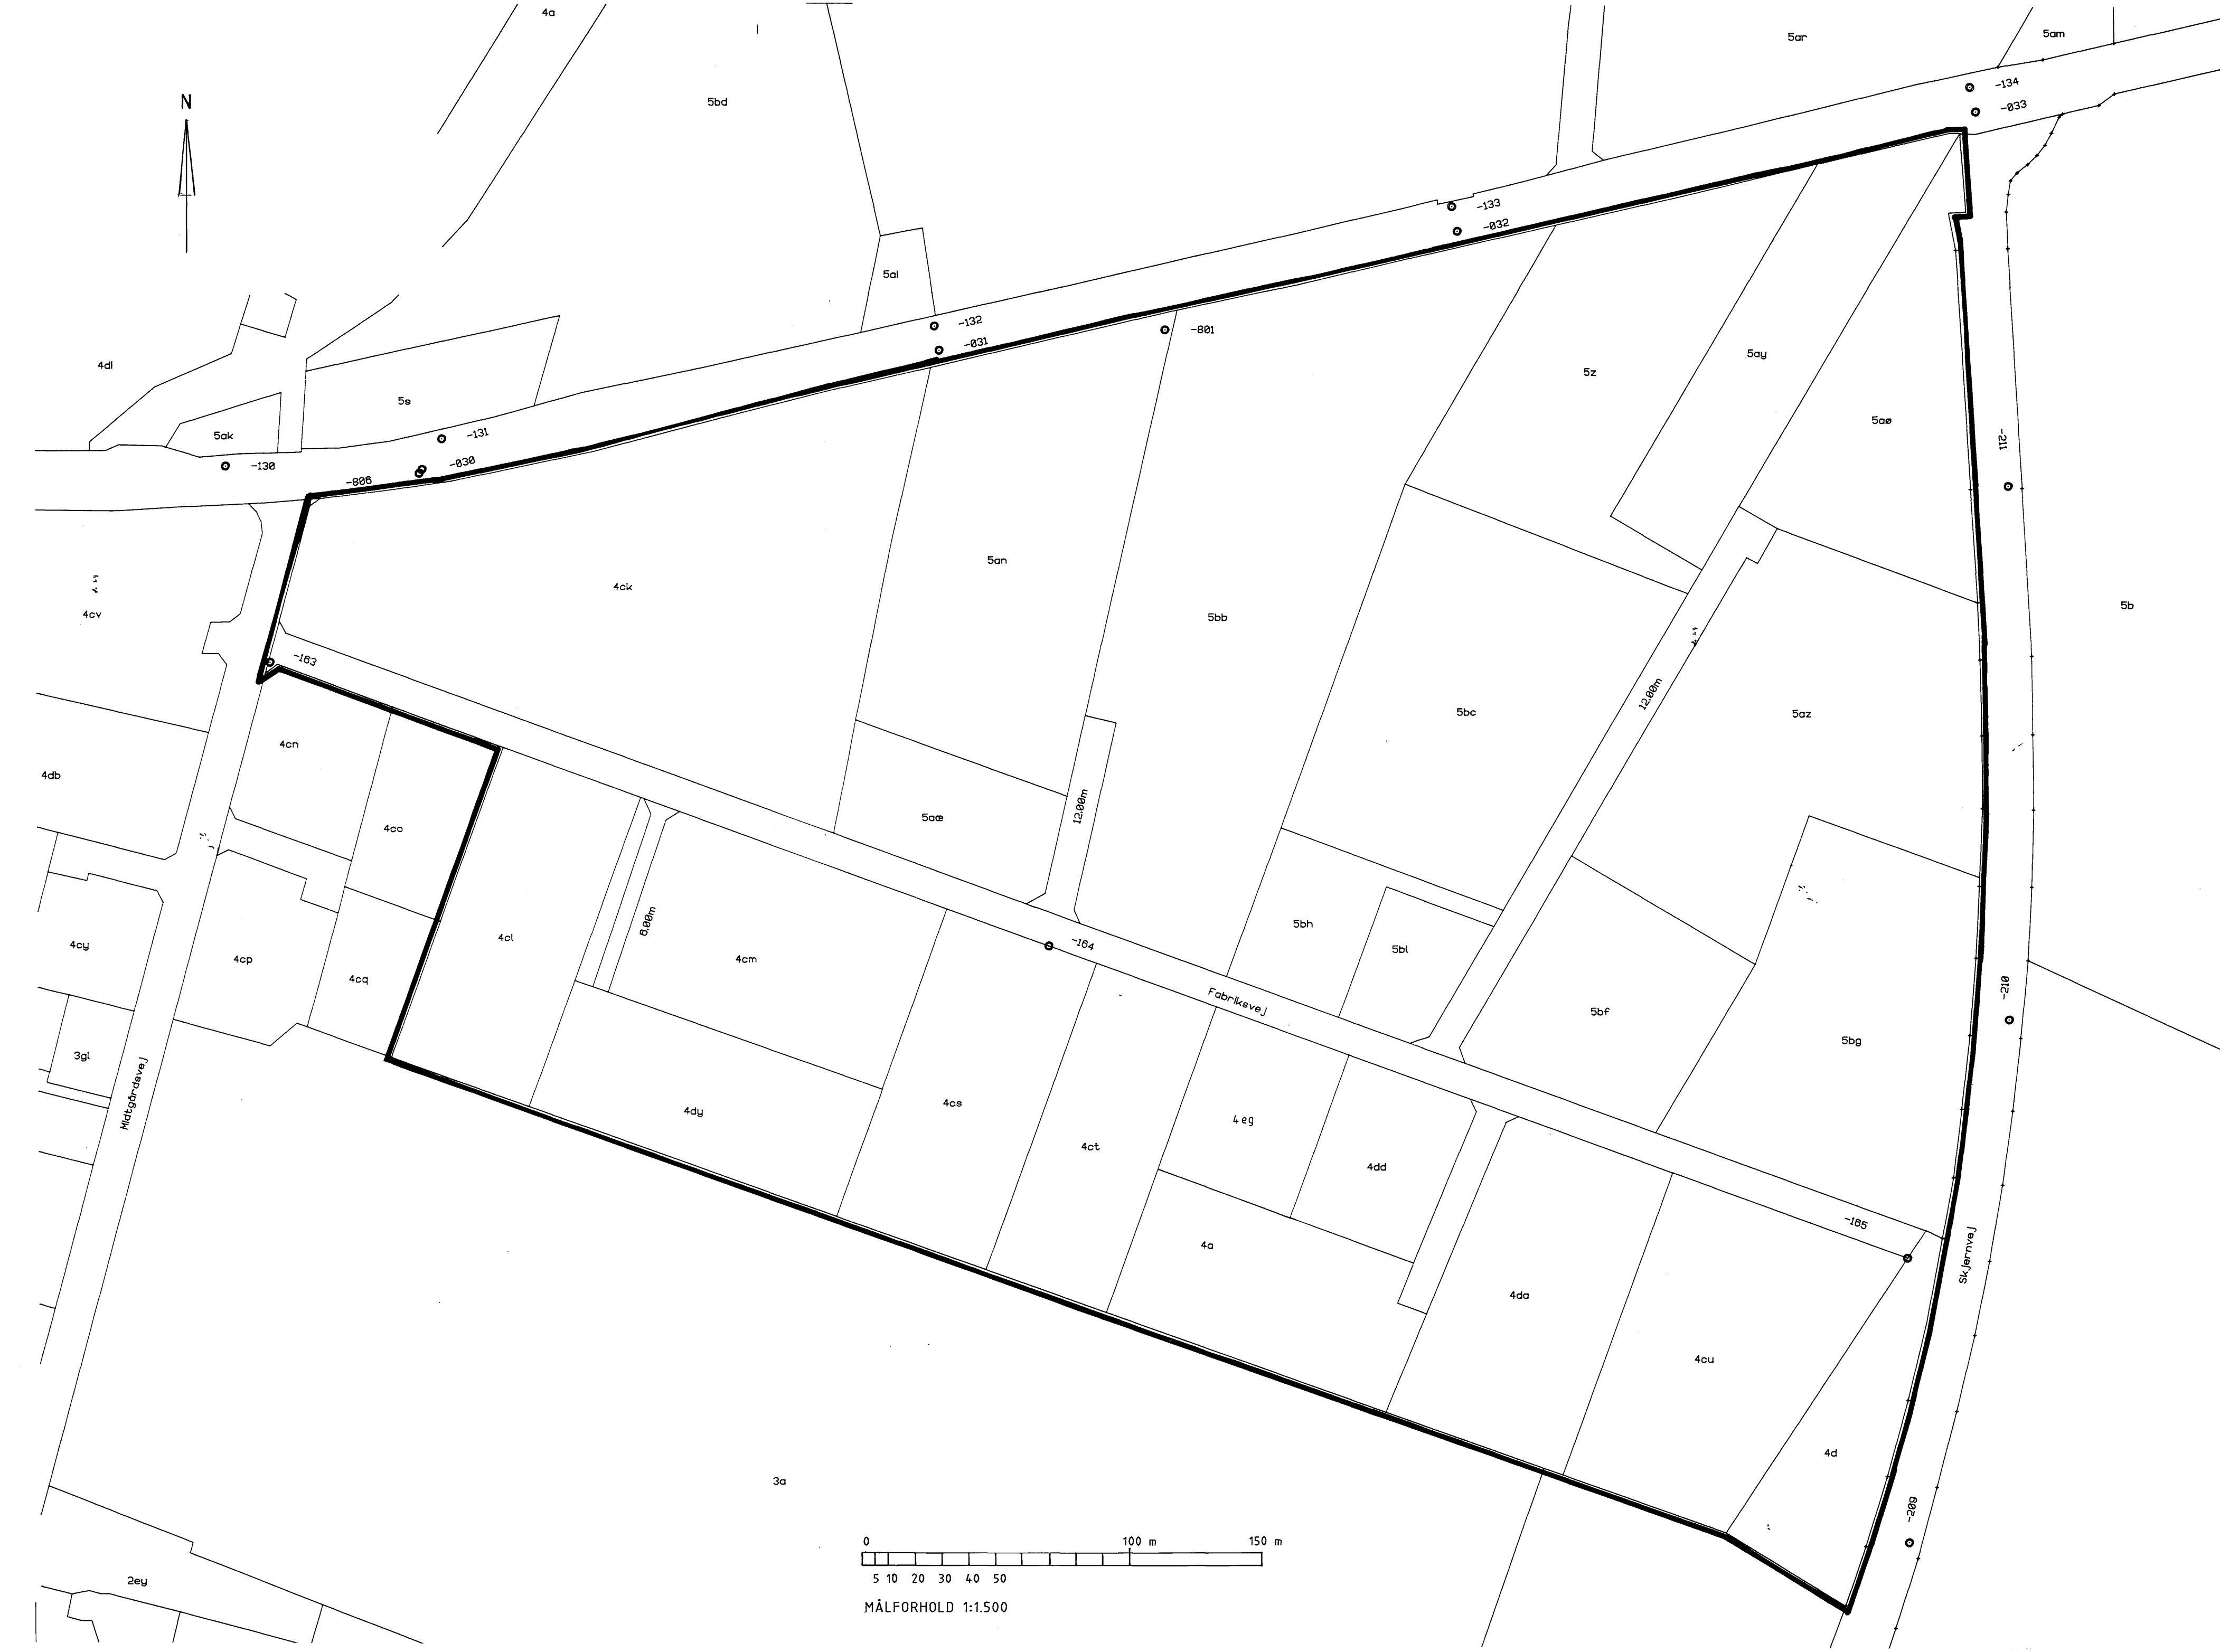 4a
5ar
5am
-134
N
5bd
-033
-133
-032
5al
-132
-031
-801
4dl
5z
5ay
5s
5aø
5ak
-131
-130
-030
-806
-211
5an
4ck
4cv
5bb
5b
-163
12.00m
5bc
5az
4cn
4db
12.00m
5aæ
4co
6.00m
5bh
4cl
4cy
-164
5bl
4cp
4cm
4cq
-210
Fabriksvej
5bf
5bg
3gl
Midtgårdsvej
4cs
4dy
4eg
4ct
4dd
-165
4a
Skjernvej
4da
4cu
4d
3a
-209
0 100 m 150 m
5 10 20 30 40 50
2ey
MÅLFORHOLD 1:1.500